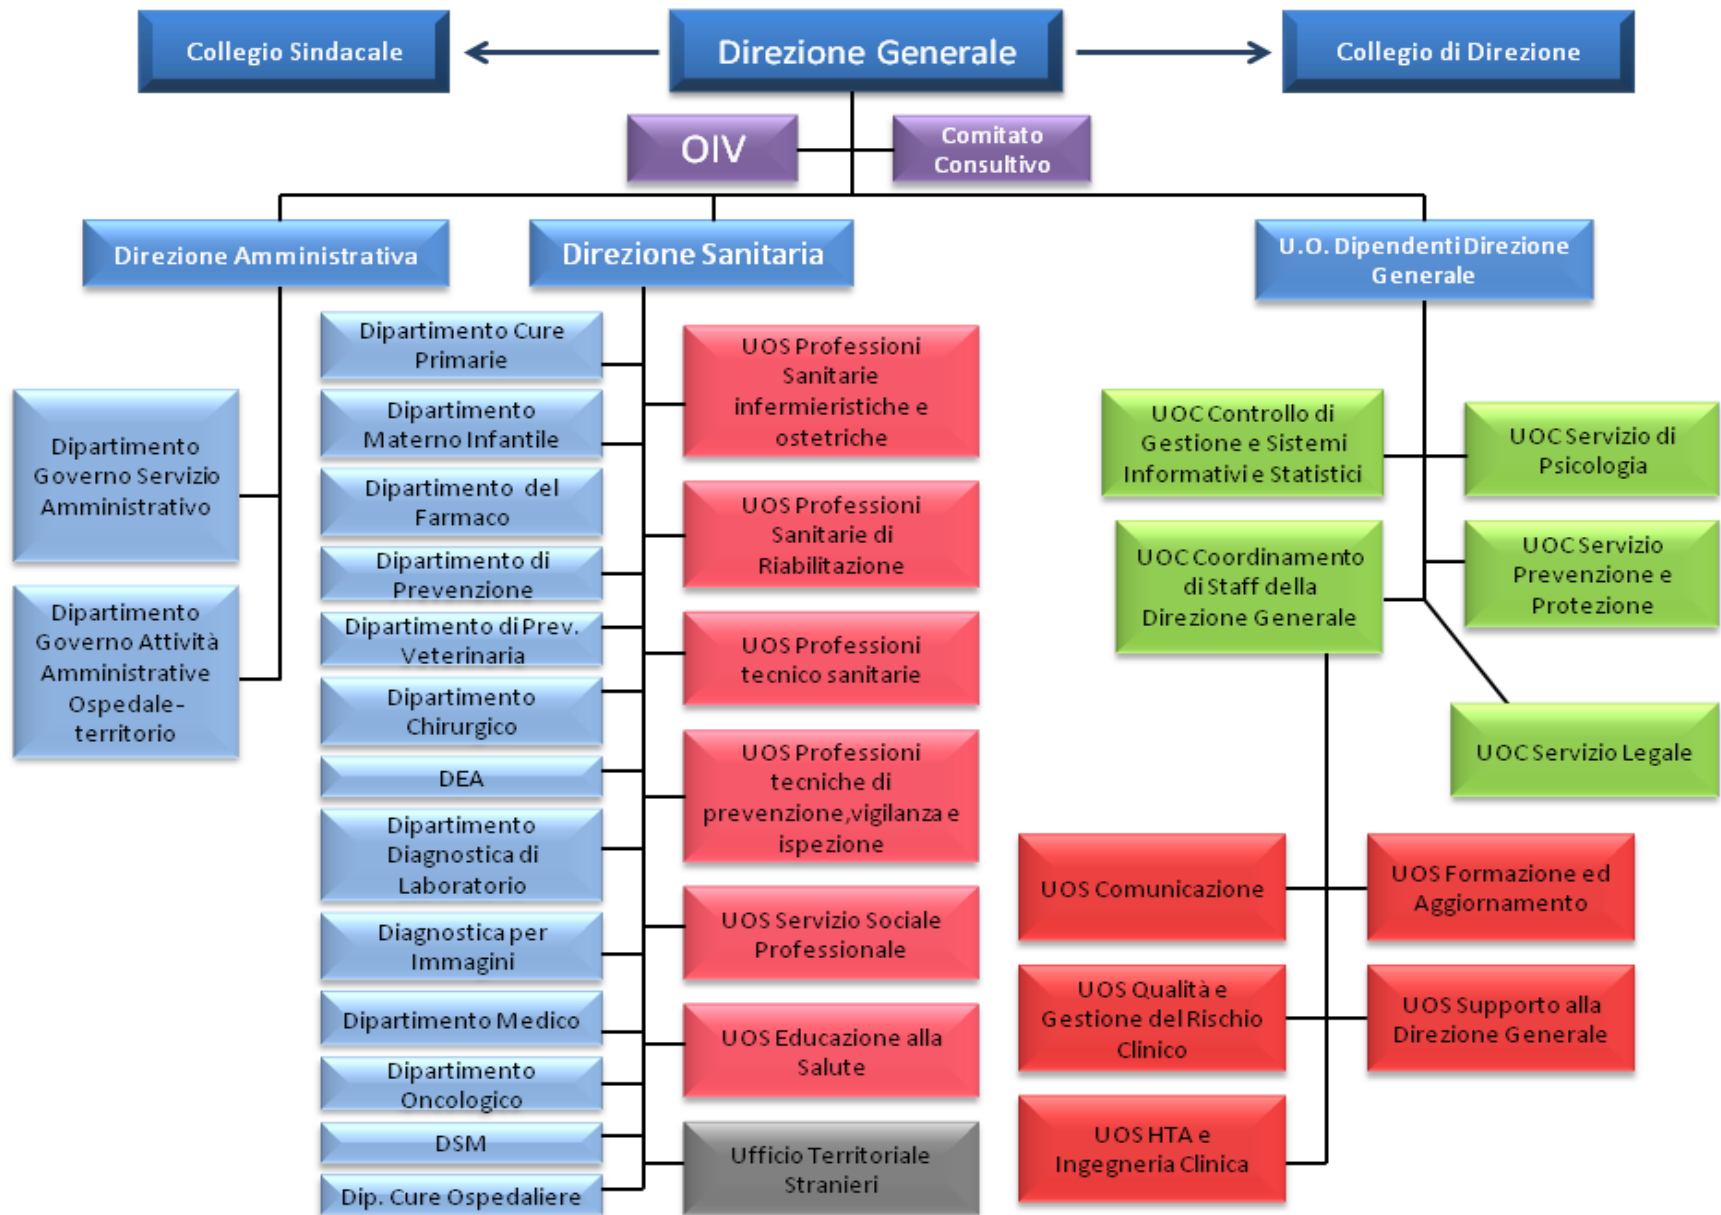 Collegio Sindacale
Direzione Generale
Collegio di Direzione
OIV
Comitato
Consultivo
Direzione Amministrativa
Direzione Sanitaria
U.O. Dipendenti Direzione
Generale
Dipartimento
Governo Servizio
Amministrativo
Dipartimento
Governo Attività
Amministrative
Ospedale-
territorio
Dipartimento Cure
Primarie
Dipartimento
Materno Infantile
Dipartimento del
Farmaco
Dipartimento di
Prevenzione
Dipartimento di Prev.
Veterinaria
Dipartimento
Chirurgico
DEA
Dipartimento
Diagnostica di
Laboratorio
Diagnostica per
Immagini
Dipartimento Medico
Dipartimento
Oncologico
DSM
Dip. Cure Ospedaliere
UOS Professioni
Sanitarie
infermieristiche e
ostetriche
UOS Professioni
Sanitarie di
Riabilitazione
UOS Professioni
tecnico sanitarie
UOS Professioni
tecniche di
prevenzione,vigilanza e
ispezione
UOS Servizio Sociale
Professionale
UOS Educazione alla
Salute
Ufficio Territoriale
Stranieri
UOC Controllo di
Gestione e Sistemi
Informativi e Statistici
UOC Servizio di
Psicologia
UOC Coordinamento
di Staff della
Direzione Generale
UOC Servizio
Prevenzione e
Protezione
UOC Servizio Legale
UOS Comunicazione
UOS Formazione ed
Aggiornamento
UOS Qualità e
Gestione del Rischio
Clinico
UOS Supporto alla
Direzione Generale
UOS HTA e
Ingegneria Clinica